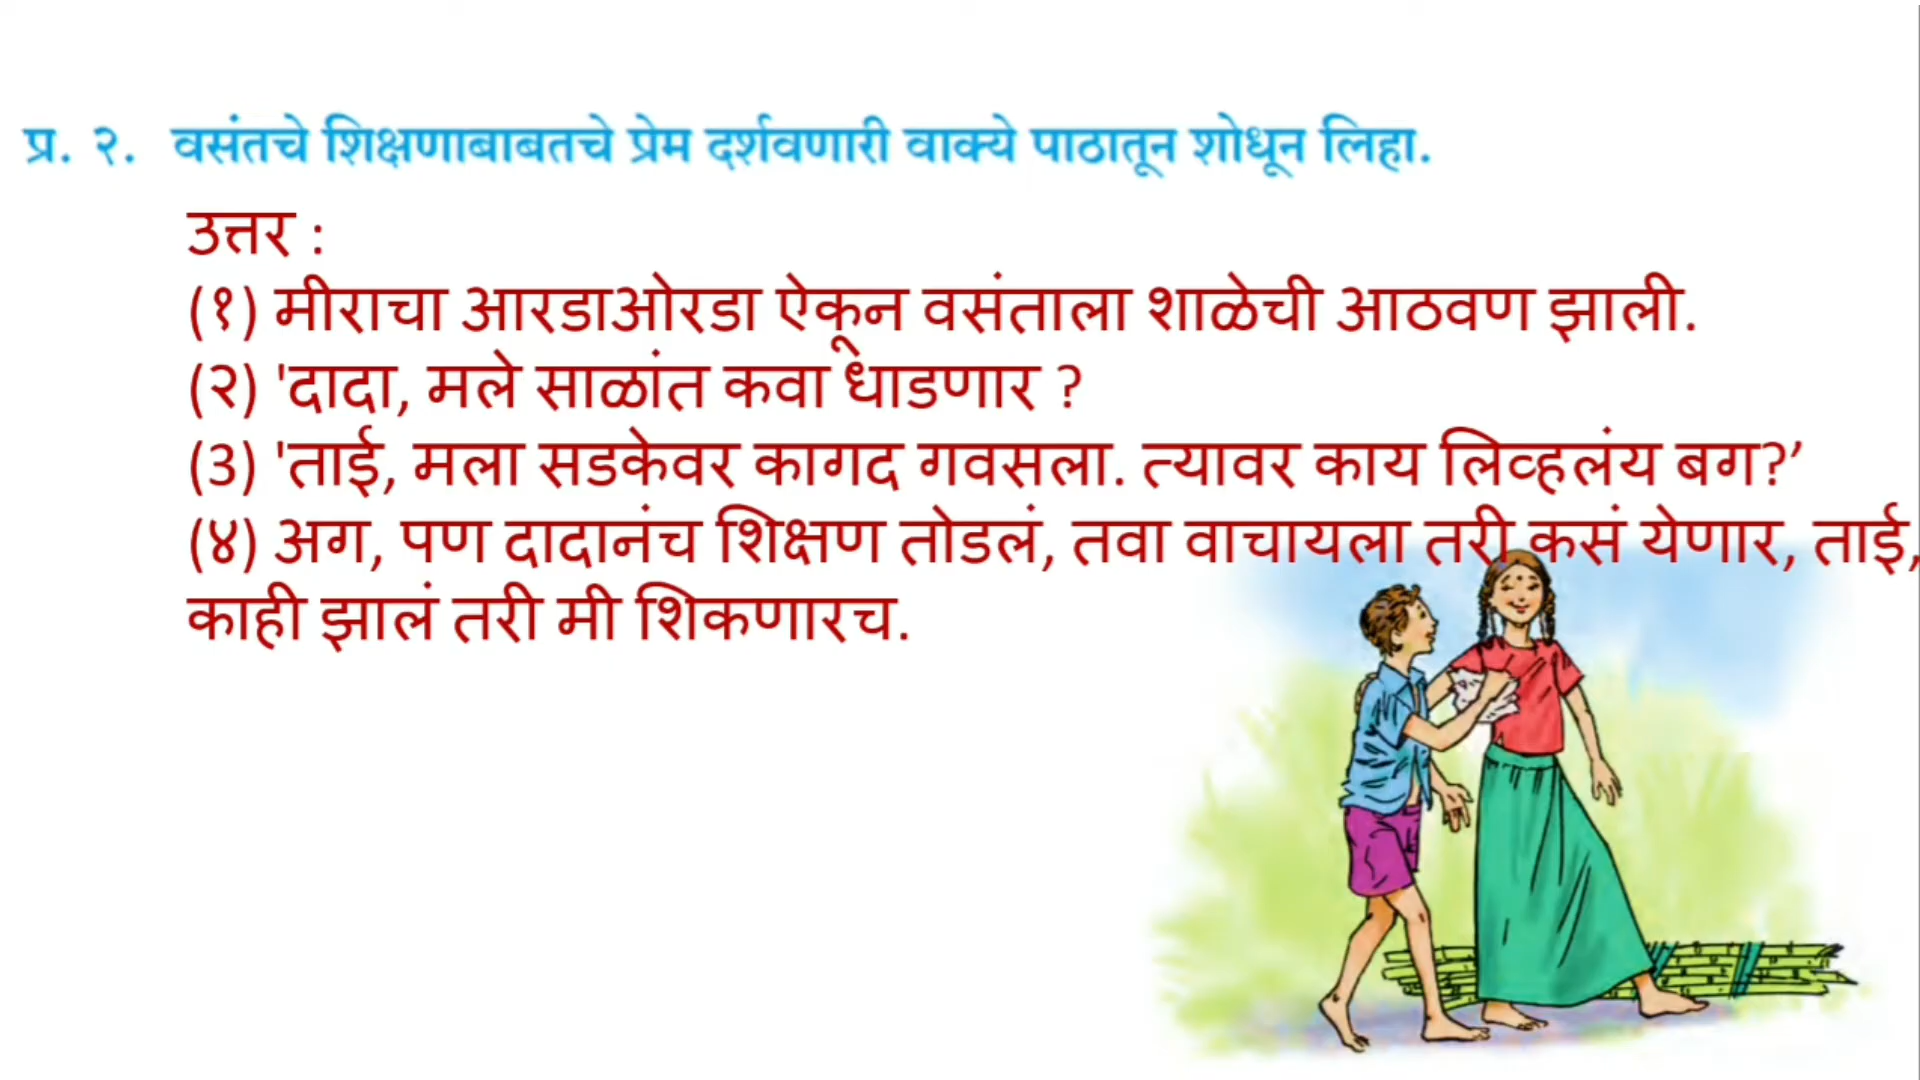 प्र. २. वसंतचे शिक्षणाबाबतचे प्रेम दर्शवणारी वाक्ये पाठातून शोधून लिहा.
उत्तर :
(१) मीराचा आरडाओरडा ऐकून वसंताला शाळेची आठवण झाली.
(२) 'दादा, मले साळांत कवा धाडणार ?
(३) 'ताई, मला सडकेवर कागद गवसला. त्यावर काय लिव्हलंय बग?’
(४) अग, पण दादानंच शिक्षण तोडलं, तवा वाचायला तरी कसं येणार, ताई,
काही झालं तरी मी शिकणारच.